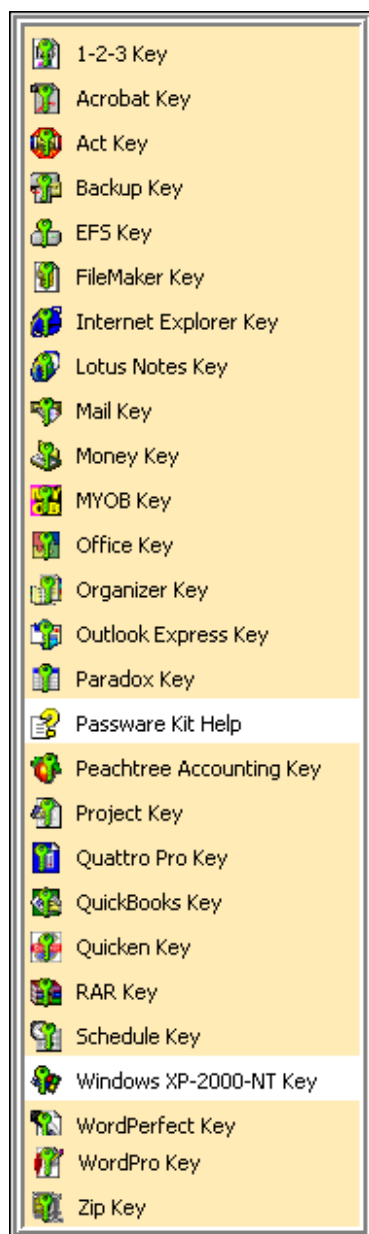 1-2-3 Key
Acrobat Key
Act Key
Backup Key
EFS Key
FileMaker Key
Internet Explorer Key
Lotus Notes Key
Mail Key
Money Key
MYOB Key
Office Key
Organizer Key
Outlook Express Key
Paradox Key
Passware Kit Help
Peachtree Accounting Key
Project Key
Quattro Pro Key
QuickBooks Key
Quicken Key
RAR Key
Schedule Key
Windows XP-2000-NT Key
WordPerfect Key
WordPro Key
Zip Key